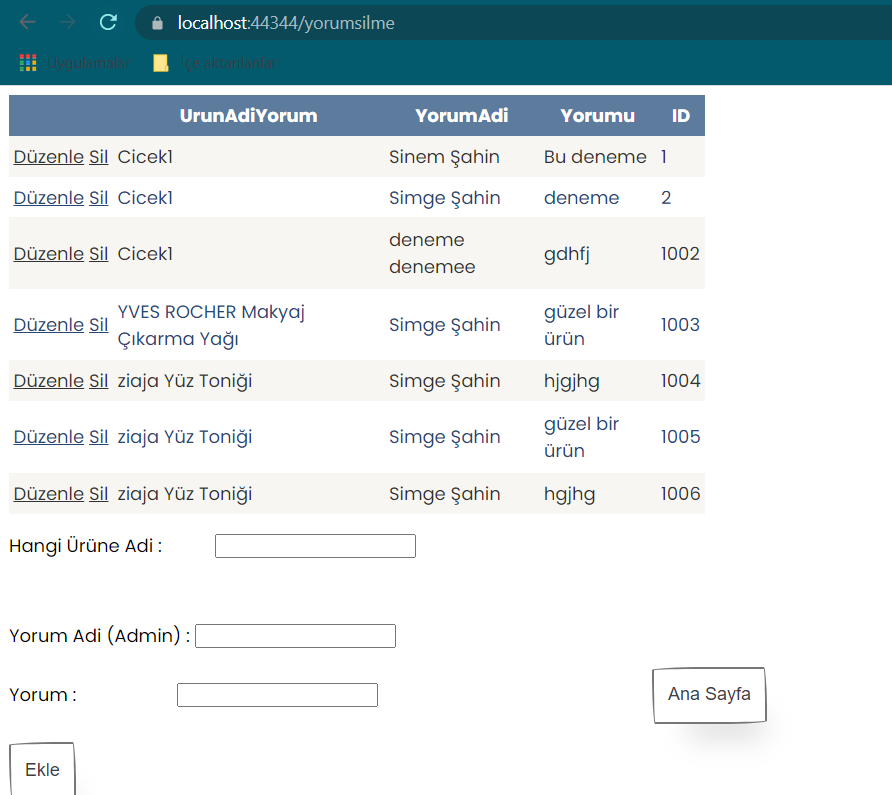 localhost:44344/yorumsilme
Uygulamalar İçe aktarılanlar
UrunAdiYorum YorumAdi Yorumu ID
Düzenle Sil Cicek1 Sinem Şahin Bu deneme 1
Düzenle Sil Cicek1 Simge Şahin deneme 2
Düzenle Sil Cicek1 deneme denemee gdhfj 1002
Düzenle Sil YVES ROCHER Makyaj Çıkarma Yağı Simge Şahin güzel bir ürün 1003
Düzenle Sil ziaja Yüz Toniği Simge Şahin hjgjhg 1004
Düzenle Sil ziaja Yüz Toniği Simge Şahin güzel bir ürün 1005
Düzenle Sil ziaja Yüz Toniği Simge Şahin hgjhg 1006
Hangi Ürüne Adi :
Yorum Adi (Admin) :
Yorum :
Ana Sayfa
Ekle